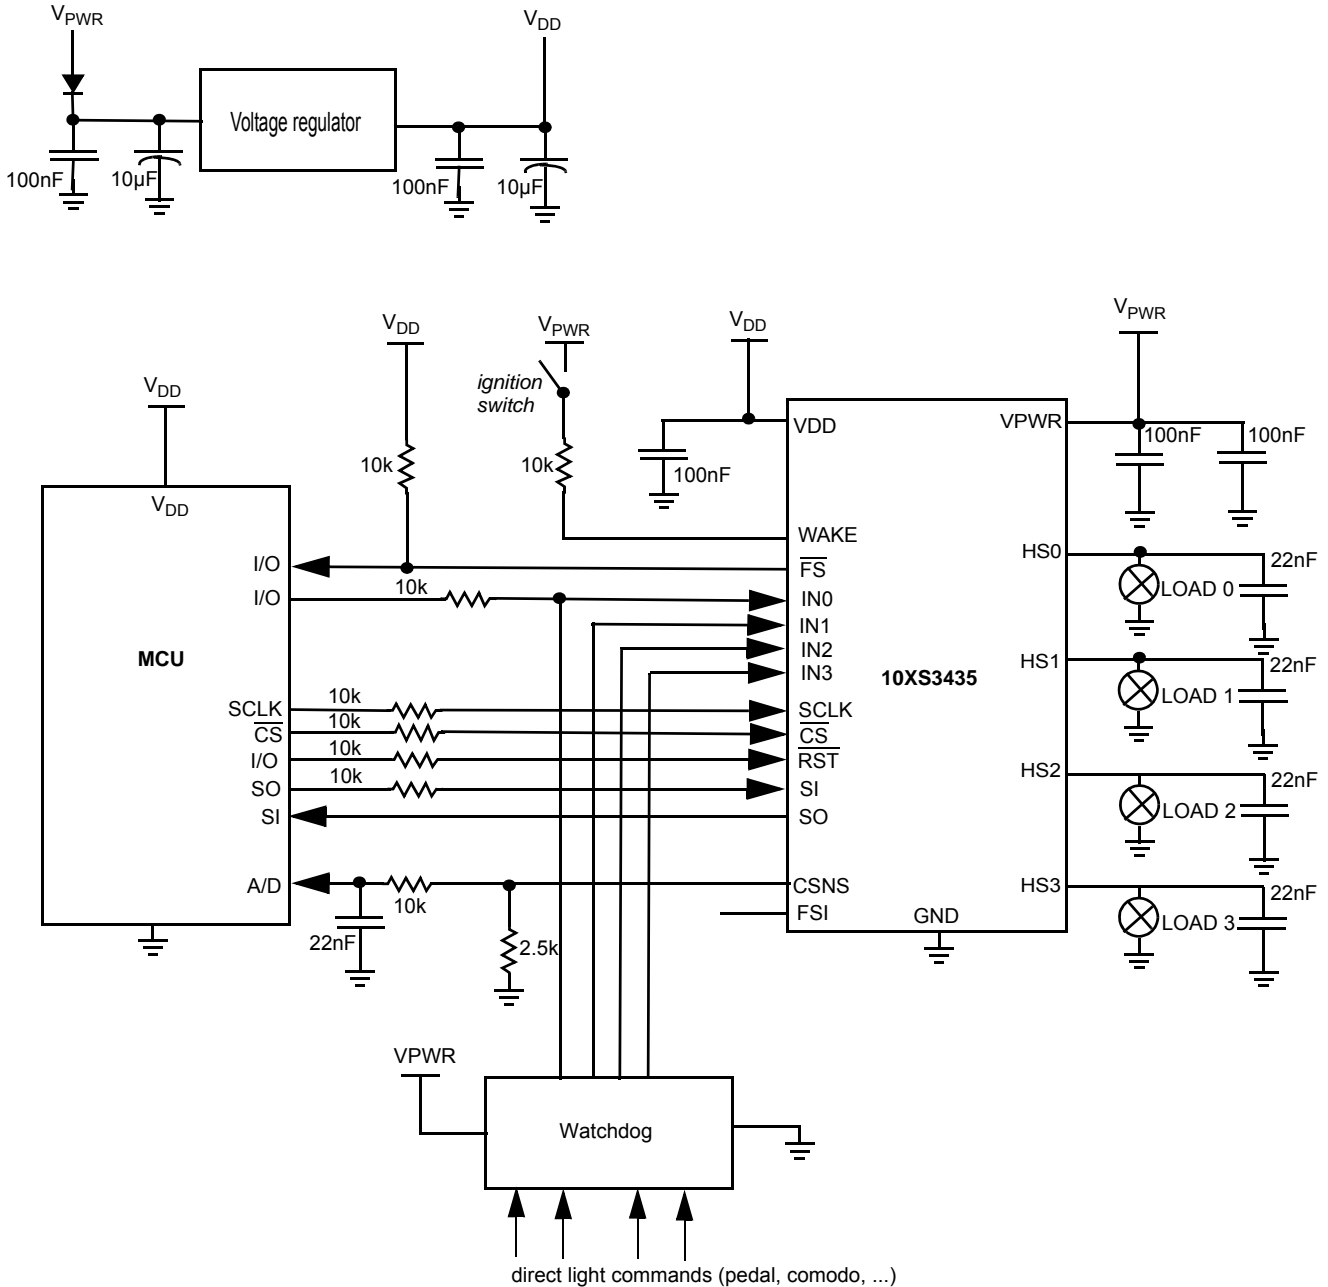 VPWR
VDD
Voltage regulator
100nF
10µF
100nF
10µF
VDD
VPWR
VDD
VPWR
ignition
switch
VDD
VDD
10k
10k
100nF
VDD
VPWR
100nF
100nF
WAKE
HS0
I/O
FS
22nF
10k
LOAD 0
I/O
IN0
IN1
IN2
IN3
MCU
10XS3435
HS1
22nF
LOAD 1
SCLK
10k
SCLK
CS
10k
CS
I/O
10k
RST
SO
10k
SI
SI
SO
HS2
22nF
LOAD 2
A/D
10k
CSNS
FSI
GND
HS3
22nF
LOAD 3
22nF
2.5k
VPWR
Watchdog
direct light commands (pedal, comodo, ...)